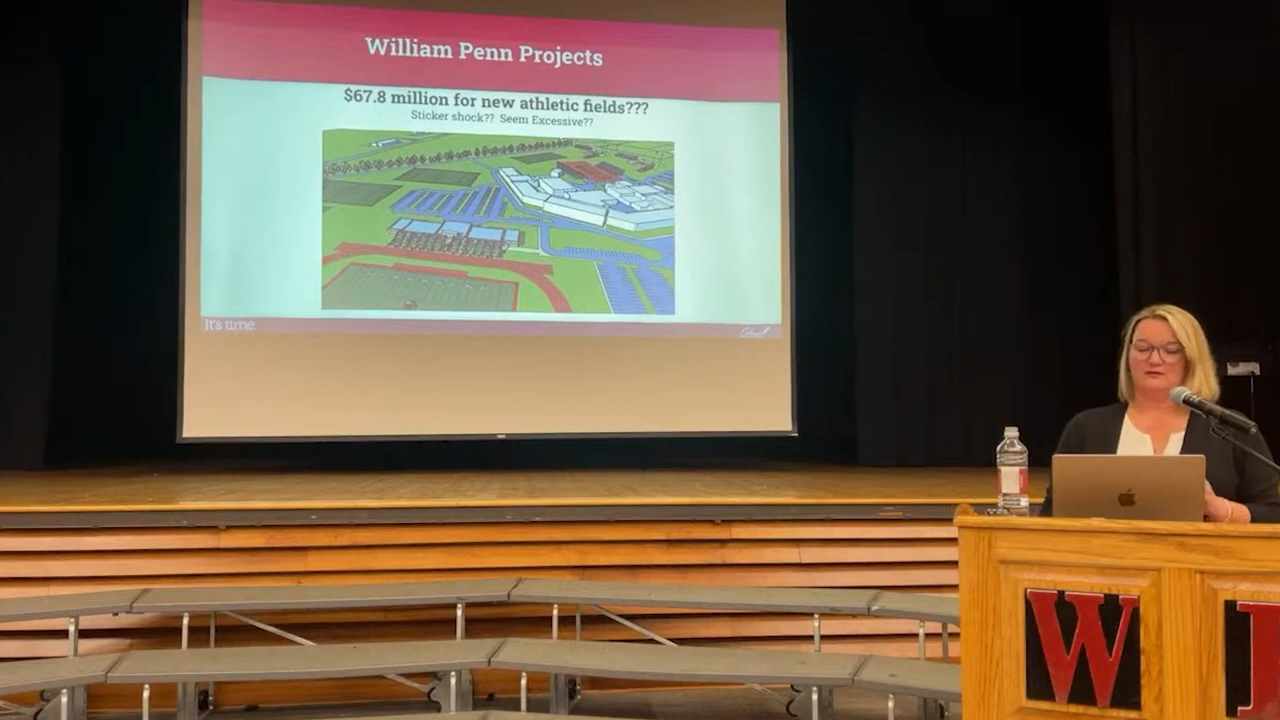 William Penn Projects
$67.8 million for new athletic fields???
Sticker shock?? Seem Excessive??
It's time.
W